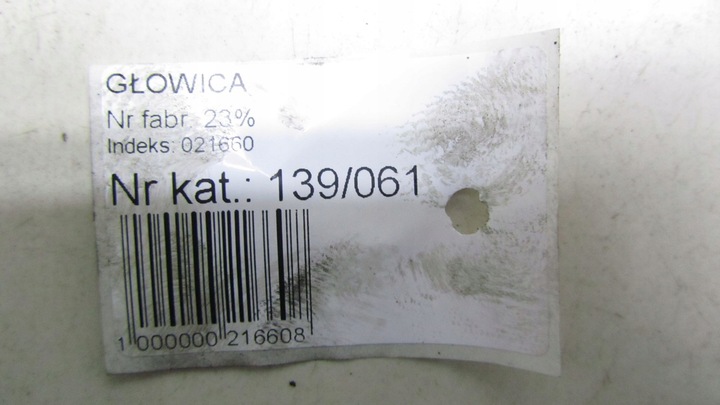 GŁOWICA
Nr fabr. 23%
Indeks: 021660
Nr kat.: 139/061
1 000000 216608